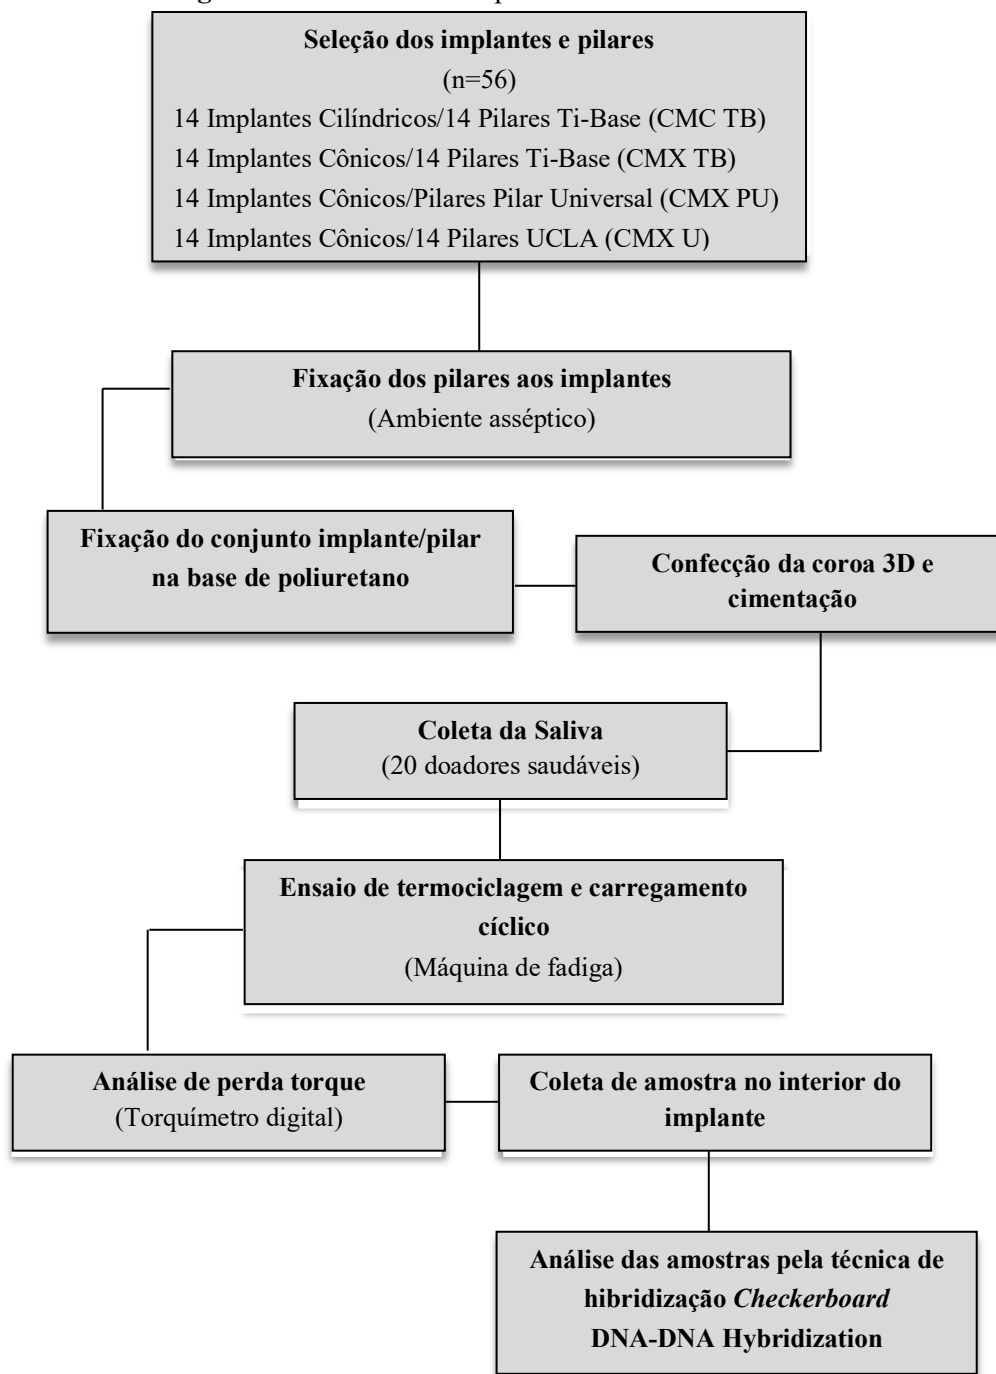 Seleção dos implantes e pilares
(n=56)
14 Implantes Cilíndricos/14 Pilares Ti-Base (CMC TB)
14 Implantes Cônicos/14 Pilares Ti-Base (CMX TB)
14 Implantes Cônicos/Pilares Pilar Universal (CMX PU)
14 Implantes Cônicos/14 Pilares UCLA (CMX U)
Fixação dos pilares aos implantes
(Ambiente asséptico)
Fixação do conjunto implante/pilar
na base de poliuretano
Confecção da coroa 3D e
cimentação
Coleta da Saliva
(20 doadores saudáveis)
Ensaio de termociclagem e carregamento
cíclico
(Máquina de fadiga)
Análise de perda torque
(Torquímetro digital)
Coleta de amostra no interior do
implante
Análise das amostras pela técnica de
hibridização Checkerboard
DNA-DNA Hybridization